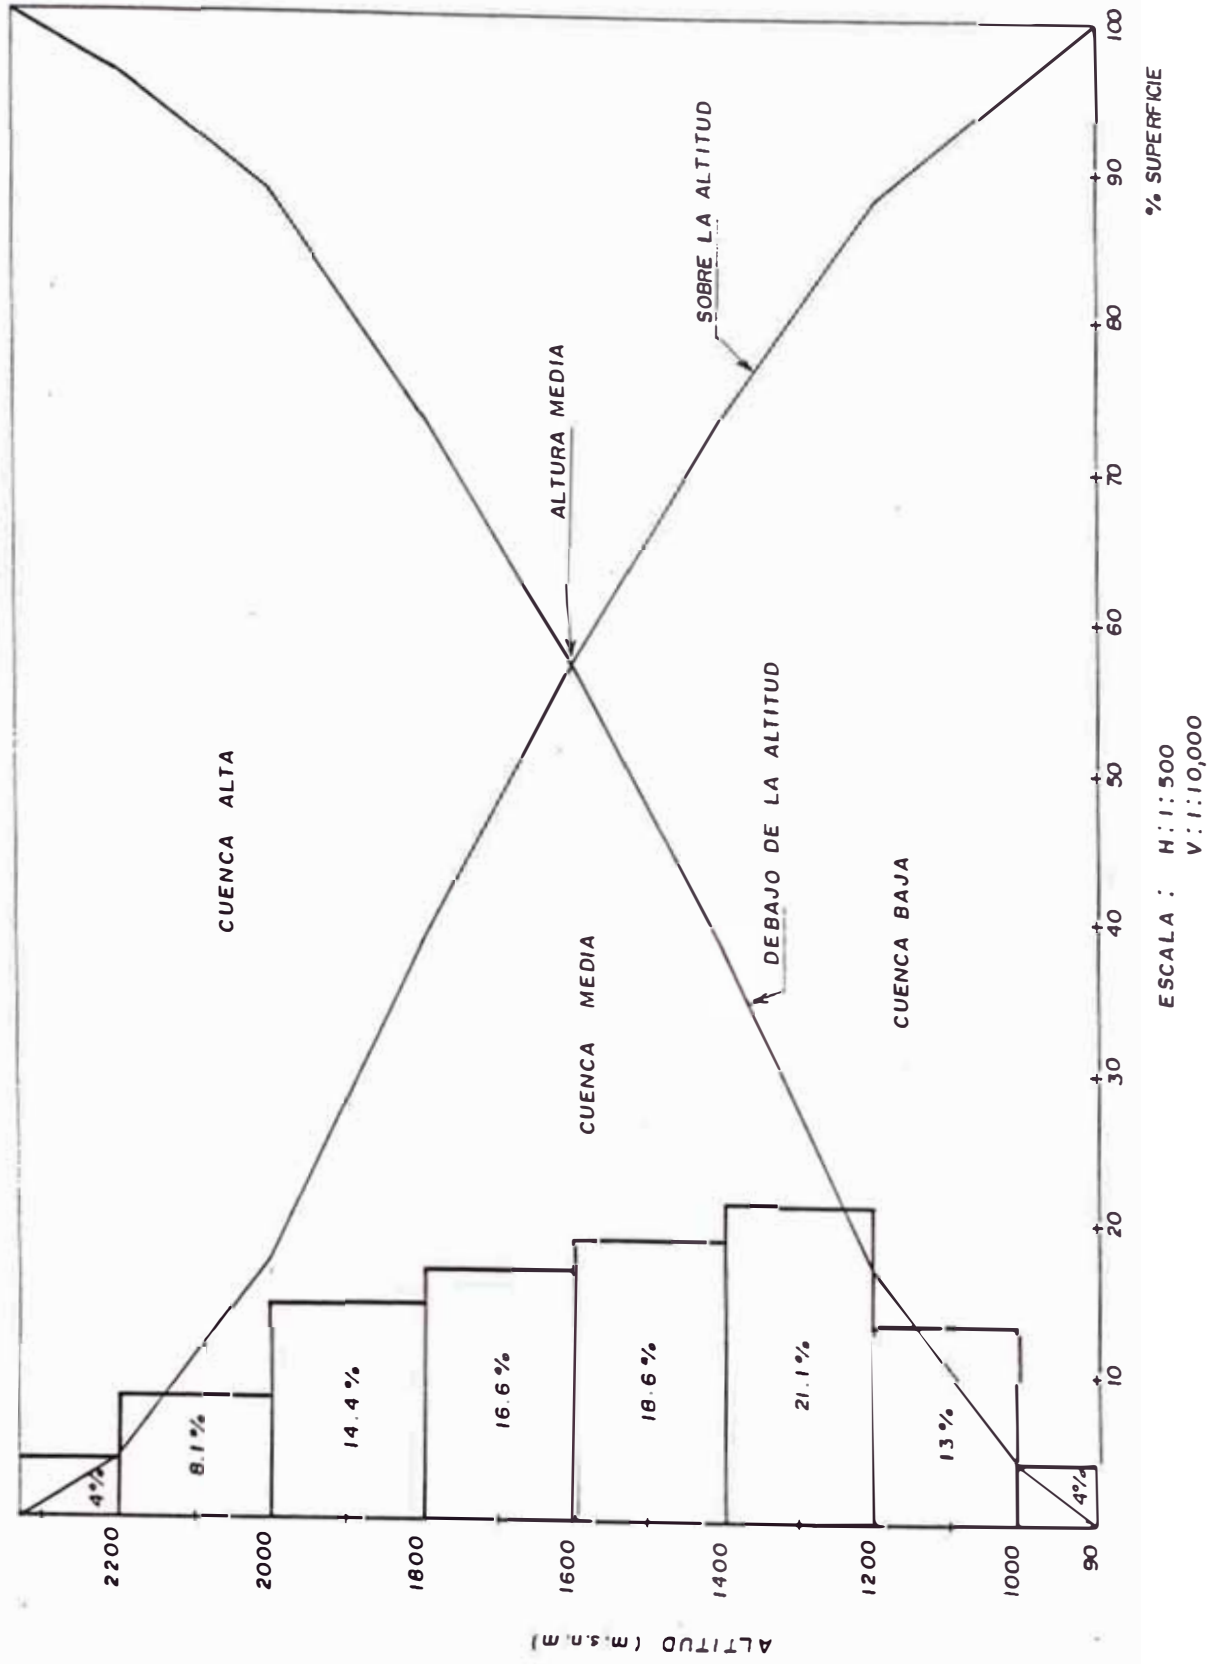 ALTITUD (m.s.n.m)
2200
2000
1800
1600
1400
1200
1000
90
4%
8.1%
14.4%
16.6%
18.6%
21.1%
13%
4%
CUENCA ALTA
CUENCA MEDIA
CUENCA BAJA
ALTURA MEDIA
SOBRE LA ALTITUD
DEBAJO DE LA ALTITUD
10
20
30
40
50
60
70
80
90
100
% SUPERFICIE
ESCALA : H:1:500
V:1:10,000